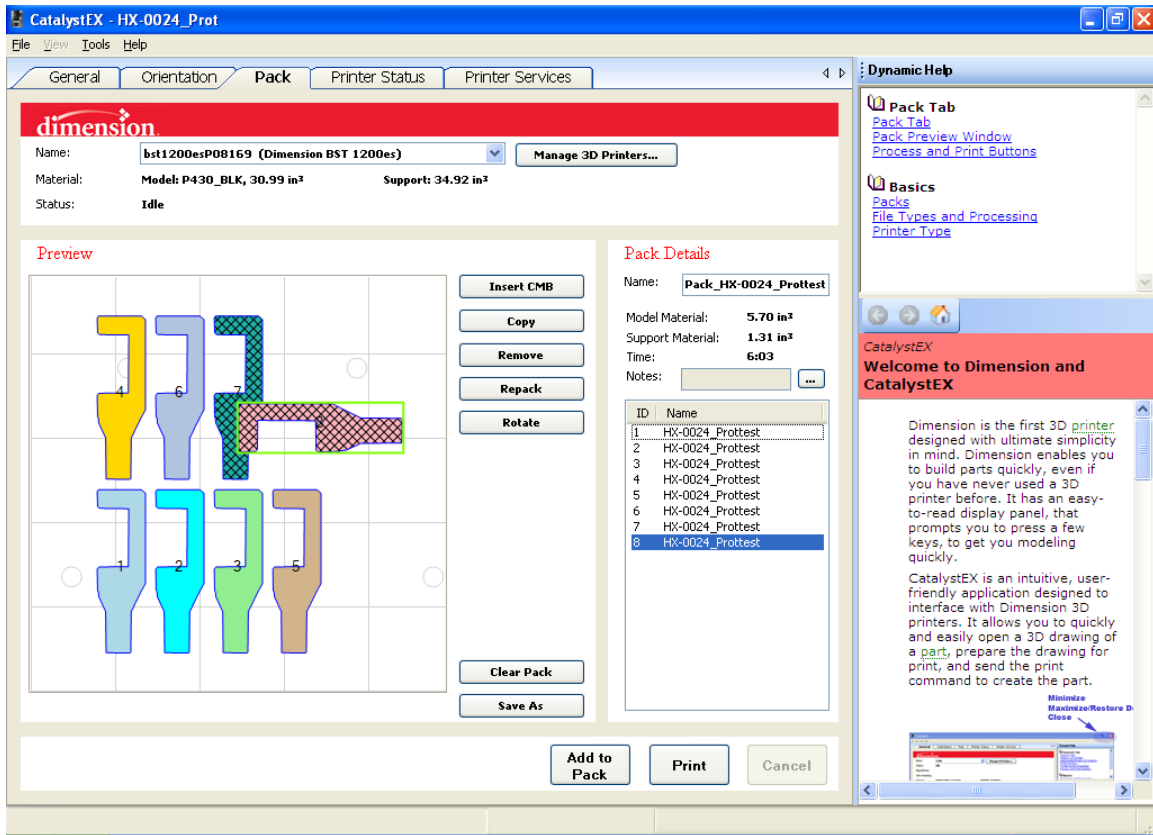 CatalystEX - HX-0024_Prot
File View Tools Help
General Orientation Pack Printer Status Printer Services
dimension
Name: bst1200esP08169 (Dimension BST 1200es) Manage 3D Printers...
Material: Model: P430_BLK, 30.99 in³ Support: 34.92 in³
Status: Idle
Preview
4 6 7
1 2 3 5
Insert CMB
Copy
Remove
Repack
Rotate
Clear Pack
Save As
Pack Details
Name: Pack_HX-0024_Prottest
Model Material: 5.70 in³
Support Material: 1.31 in³
Time: 6:03
Notes: ...
ID Name
1 HX-0024_Prottest
2 HX-0024_Prottest
3 HX-0024_Prottest
4 HX-0024_Prottest
5 HX-0024_Prottest
6 HX-0024_Prottest
7 HX-0024_Prottest
8 HX-0024_Prottest
Add to
Pack
Print
Cancel
Dynamic Help
Pack Tab
Pack Tab
Pack Preview Window
Process and Print Buttons
Basics
Packs
File Types and Processing
Printer Type
CatalystEX
Welcome to Dimension and
CatalystEX
Dimension is the first 3D printer
designed with ultimate simplicity
in mind. Dimension enables you
to build parts quickly, even if
you have never used a 3D
printer before. It has an easy-
to-read display panel, that
prompts you to press a few
keys, to get you modeling
quickly.
CatalystEX is an intuitive, user-
friendly application designed to
interface with Dimension 3D
printers. It allows you to quickly
and easily open a 3D drawing of
a part, prepare the drawing for
print, and send the print
command to create the part.
Minimize
Maximize/Restore D
Close